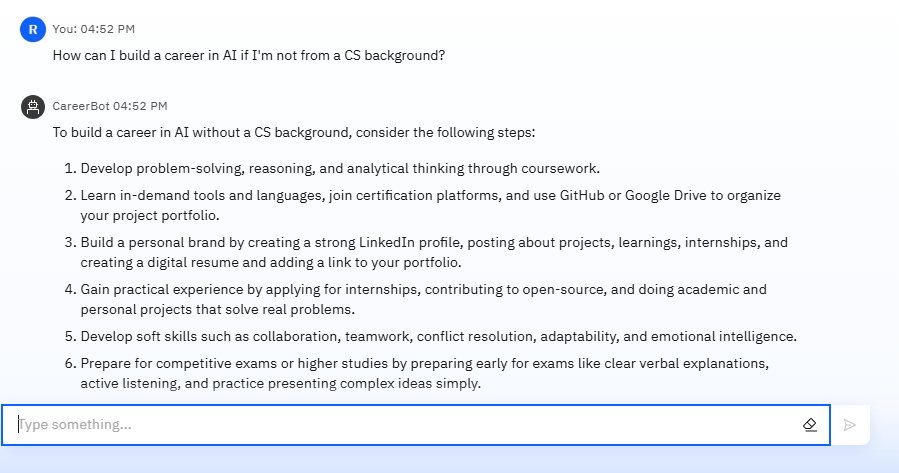 R You: 04:52 PM
How can I build a career in AI if I'm not from a CS background?
CareerBot 04:52 PM
To build a career in AI without a CS background, consider the following steps:
1. Develop problem-solving, reasoning, and analytical thinking through coursework.
2. Learn in-demand tools and languages, join certification platforms, and use GitHub or Google Drive to organize
your project portfolio.
3. Build a personal brand by creating a strong LinkedIn profile, posting about projects, learnings, internships, and
creating a digital resume and adding a link to your portfolio.
4. Gain practical experience by applying for internships, contributing to open-source, and doing academic and
personal projects that solve real problems.
5. Develop soft skills such as collaboration, teamwork, conflict resolution, adaptability, and emotional intelligence.
6. Prepare for competitive exams or higher studies by preparing early for exams like clear verbal explanations,
active listening, and practice presenting complex ideas simply.
Type something...